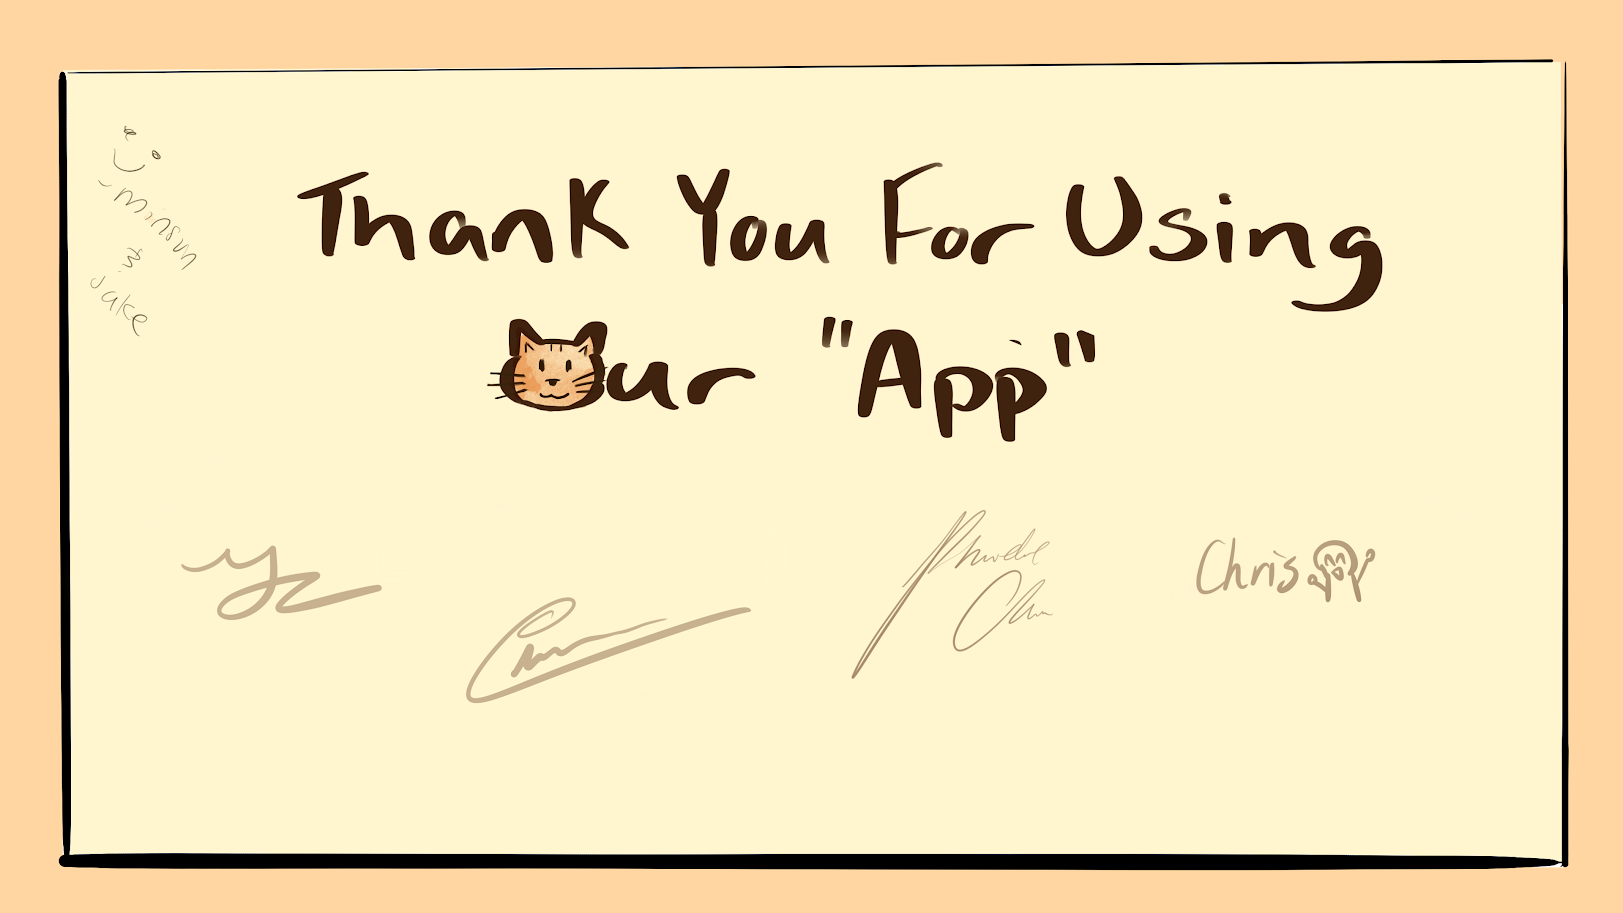 minsun
&
Jake
Thank You For Using
Our "App"
Chris